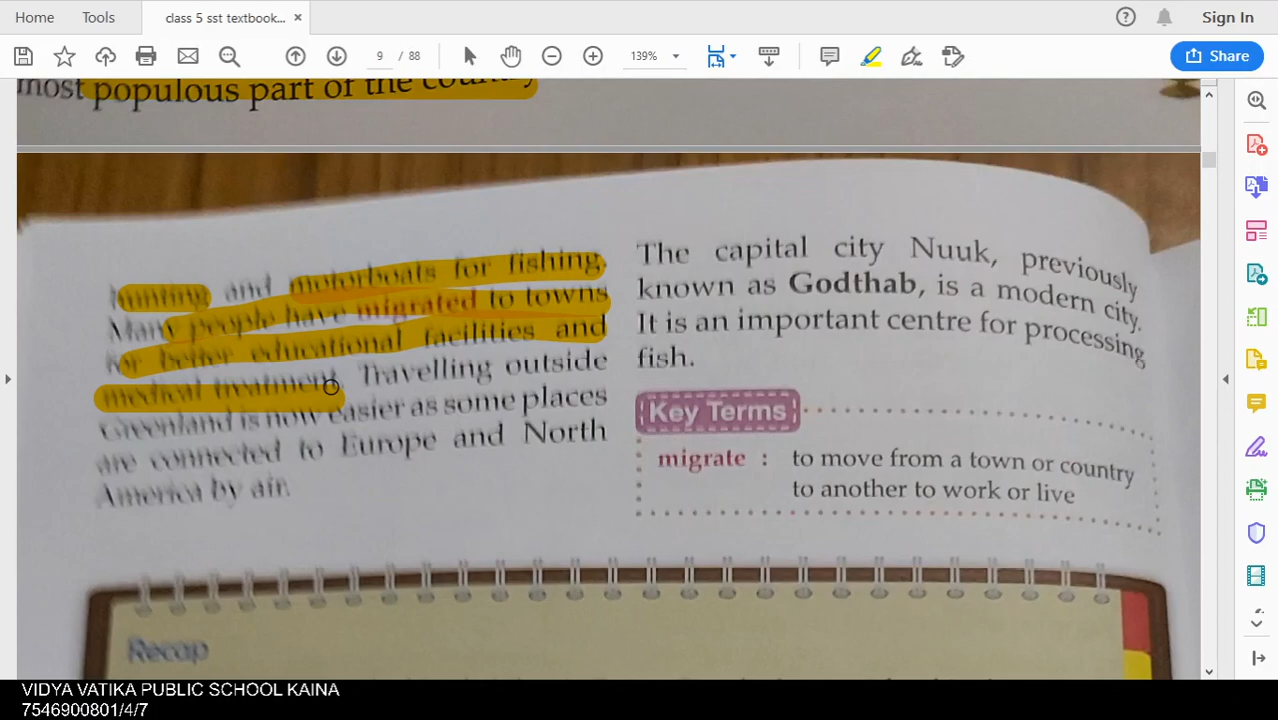 Home
Tools
class 5 sst textbook...
Sign In
9 / 88
139%
Share
most populous part of the country
hunting and motorboats for fishing.
Many people have migrated to towns
for better educational facilities and
medical treatment. Travelling outside
Greenland is now easier as some places
are connected to Europe and North
America by air.
The capital city Nuuk, previously
known as Godthab, is a modern city.
It is an important centre for processing
fish.
Key Terms
migrate : to move from a town or country
to another to work or live
Recap
VIDYA VATIKA PUBLIC SCHOOL KAINA
7546900801/4/7